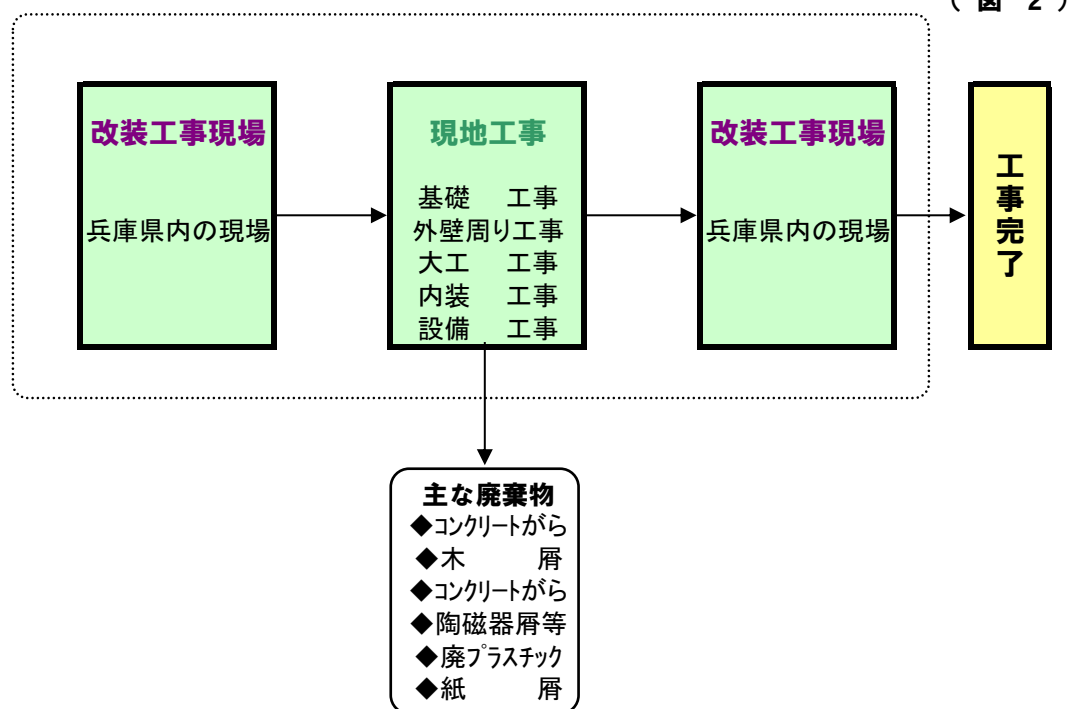 （ 図 2 ）
改装工事現場
兵庫県内の現場
現地工事
基礎 工事
外壁周り工事
大工 工事
内装 工事
設備 工事
改装工事現場
兵庫県内の現場
工事完了
主な廃棄物
◆コンクリートがら
◆木 屑
◆コンクリートがら
◆陶磁器屑等
◆廃プラスチック
◆紙 屑